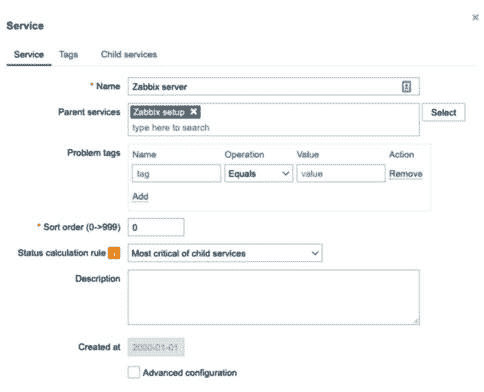 Service
Service Tags Child services
* Name Zabbix server
Parent services Zabbix setup × Select
type here to search
Problem tags Name Operation Value Action
tag Equals value Remove
Add
* Sort order (0->999) 0
Status calculation rule Most critical of child services
Description
Created at 2000-01-01
Advanced configuration